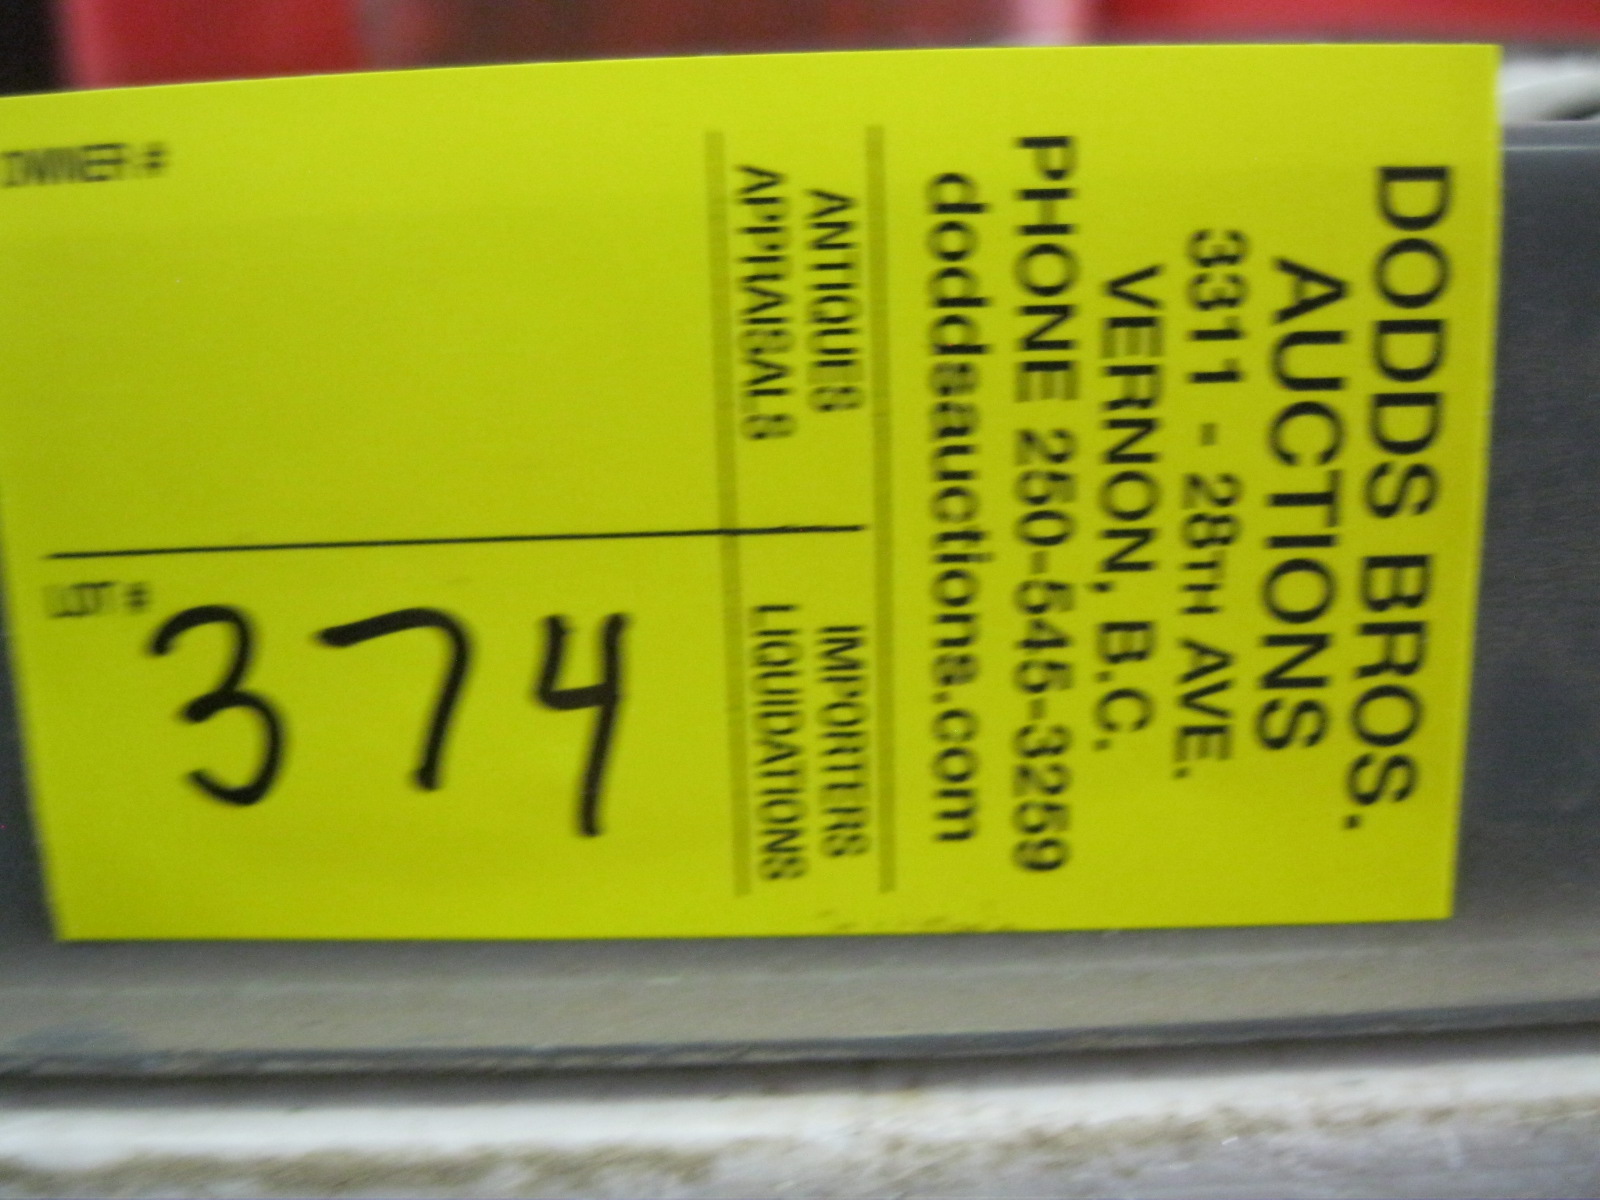 DODDS BROS.
AUCTIONS
3311 - 28TH AVE.
VERNON, B.C.
PHONE 250-545-3259
doddsauctions.com
ANTIQUES IMPORTERS
APPRAISALS LIQUIDATIONS
OWNER #
LOT #
374